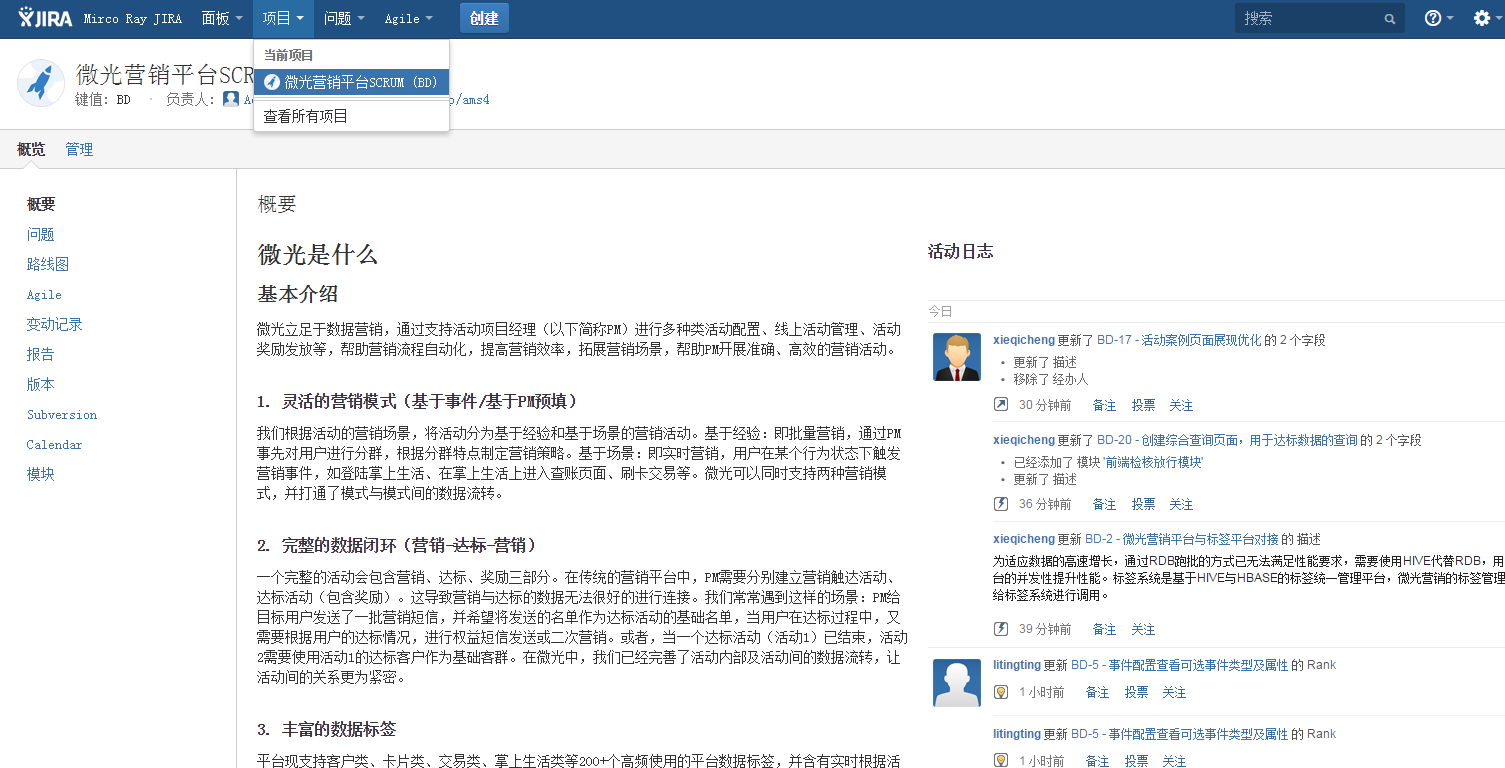 JIRA Mirco Ray JIRA 面板 项目 问题 Agile 创建 搜索
当前项目
微光营销平台SCRUM (BD)
查看所有项目
微光营销平台SCR
键值: BD · 负责人:
/ams4
概览 管理
概要
问题
路线图
Agile
变动记录
报告
版本
Subversion
Calendar
模块
概要
微光是什么
基本介绍
微光立足于数据营销，通过支持活动项目经理（以下简称PM）进行多种类活动配置、线上活动管理、活动
奖励发放等，帮助营销流程自动化，提高营销效率，拓展营销场景，帮助PM开展准确、高效的营销活动。
1. 灵活的营销模式（基于事件/基于PM预填）
我们根据活动的营销场景，将活动分为基于经验和基于场景的营销活动。基于经验：即批量营销，通过PM
事先对用户进行分群，根据分群特点制定营销策略。基于场景：即实时营销，用户在某个行为状态下触发
营销事件，如登陆掌上生活、在掌上生活上进入查账页面、刷卡交易等。微光可以同时支持两种营销模
式，并打通了模式与模式间的数据流转。
2. 完整的数据闭环（营销-达标-营销）
一个完整的活动会包含营销、达标、奖励三部分。在传统的营销平台中，PM需要分别建立营销触达活动、
达标活动（包含奖励）。这导致营销与达标的数据无法很好的进行连接。我们常常遇到这样的场景：PM给
目标用户发送了一批营销短信，并希望将发送的名单作为达标活动的基础名单，当用户在达标过程中，又
需要根据用户的达标情况，进行权益短信发送或二次营销。或者，当一个达标活动（活动1）已结束，活动
2需要使用活动1的达标客户作为基础客群。在微光中，我们已经完善了活动内部及活动间的数据流转，让
活动间的关系更为紧密。
3. 丰富的数据标签
平台现支持客户类、卡片类、交易类、掌上生活类等200+个高频使用的平台数据标签，并含有实时根据活
活动日志
今日
xieqicheng 更新了 BD-17 - 活动案例页面展现优化 的 2 个字段
• 更新了 描述
• 移除了 经办人
30 分钟前 备注 投票 关注
xieqicheng 更新了 BD-20 - 创建综合查询页面，用于达标数据的查询 的 2 个字段
• 已经添加了 模块 '前端检核放行模块'
• 更新了 描述
36 分钟前 备注 投票 关注
xieqicheng 更新 BD-2 - 微光营销平台与标签平台对接 的 描述
为适应数据的高速增长，通过RDB跑批的方式已无法满足性能要求，需要使用HIVE代替RDB，用
台的并发性提升性能。标签系统是基于HIVE与HBASE的标签统一管理平台，微光营销的标签管理
给标签系统进行调用。
39 分钟前 备注 关注
litingting 更新 BD-5 - 事件配置查看可选事件类型及属性 的 Rank
1 小时前 备注 投票 关注
litingting 更新 BD-5 - 事件配置查看可选事件类型及属性 的 Rank
1 小时前 备注 投票 关注